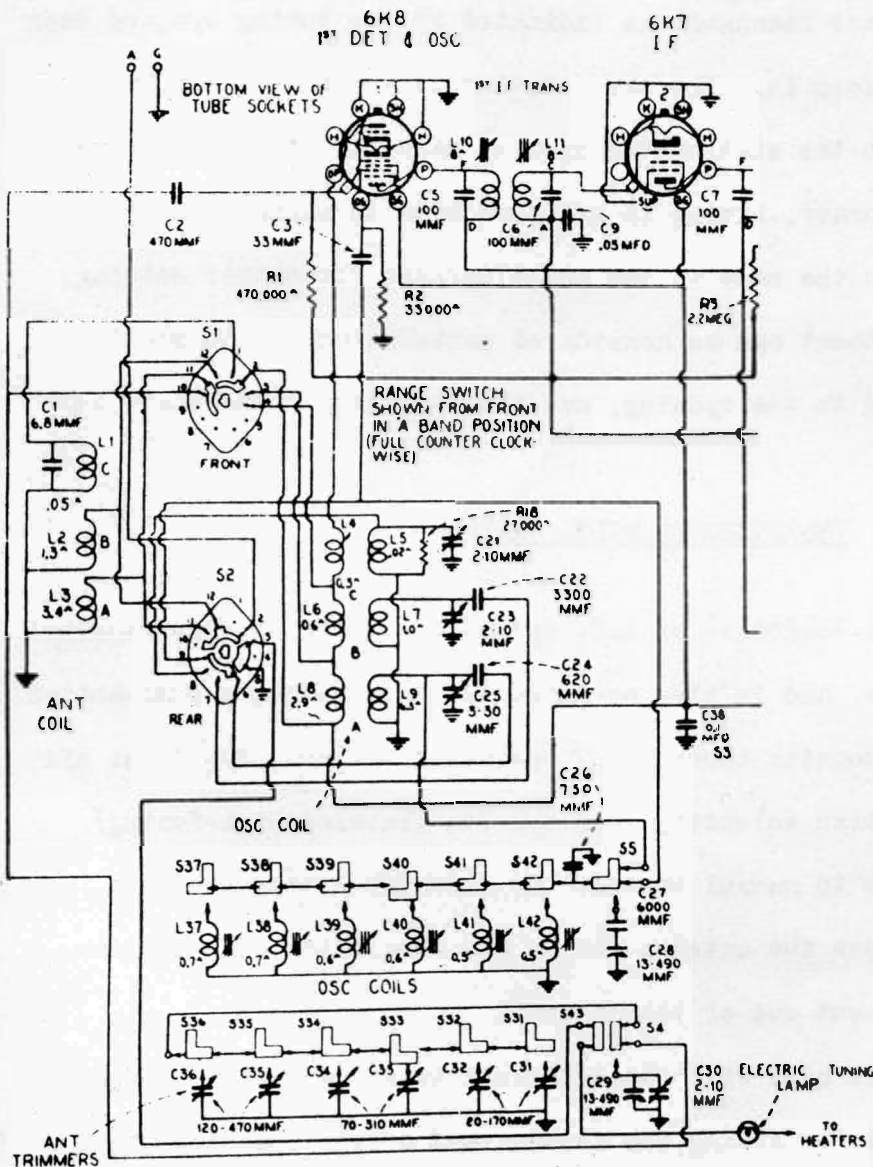 6K8
1ST DET & OSC
6K7
I F
A G
BOTTOM VIEW OF
TUBE SOCKETS
1ST IF TRANS
L10
L11
C2
470 MMF
C3
33 MMF
C5
100
MMF
C6
100 MMF
C9
.05 MFD
C7
100
MMF
R1
470,000
R2
33000
2.2 MEG
S1
FRONT
RANGE SWITCH
SHOWN FROM FRONT
IN 'A' BAND POSITION
(FULL COUNTER CLOCK-
WISE)
C1
6.8 MMF
L1
C
.05
L2
1.3
B
L3
3.4
A
ANT
COIL
S2
REAR
L4
L5
.02
0.3
C
L6
0.6
L7
1.0
B
L8
2.9
L9
A
R18
27000
C21
2-10 MMF
C22
3300
MMF
C23
2-10
MMF
C24
620
MMF
C25
3-30
MMF
C26
750
MMF
C38
0.1
MFD
S3
OSC COIL
S37 S38 S39 S40 S41 S42 S5
L37 L38 L39 L40 L41 L42
0.7 0.7 0.6 0.6 0.5 0.5
OSC COILS
C27
6000
MMF
C28
13-490
MMF
S36 S35 S34 S33 S32 S31 S43 S4
C36 C35 C34 C33 C32 C31
120-470 MMF. 70-310 MMF. 20-170 MMF.
ANT
TRIMMERS
C29
13-490
MMF
C30
2-10
MMF
ELECTRIC TUNING
LAMP
TO
HEATERS